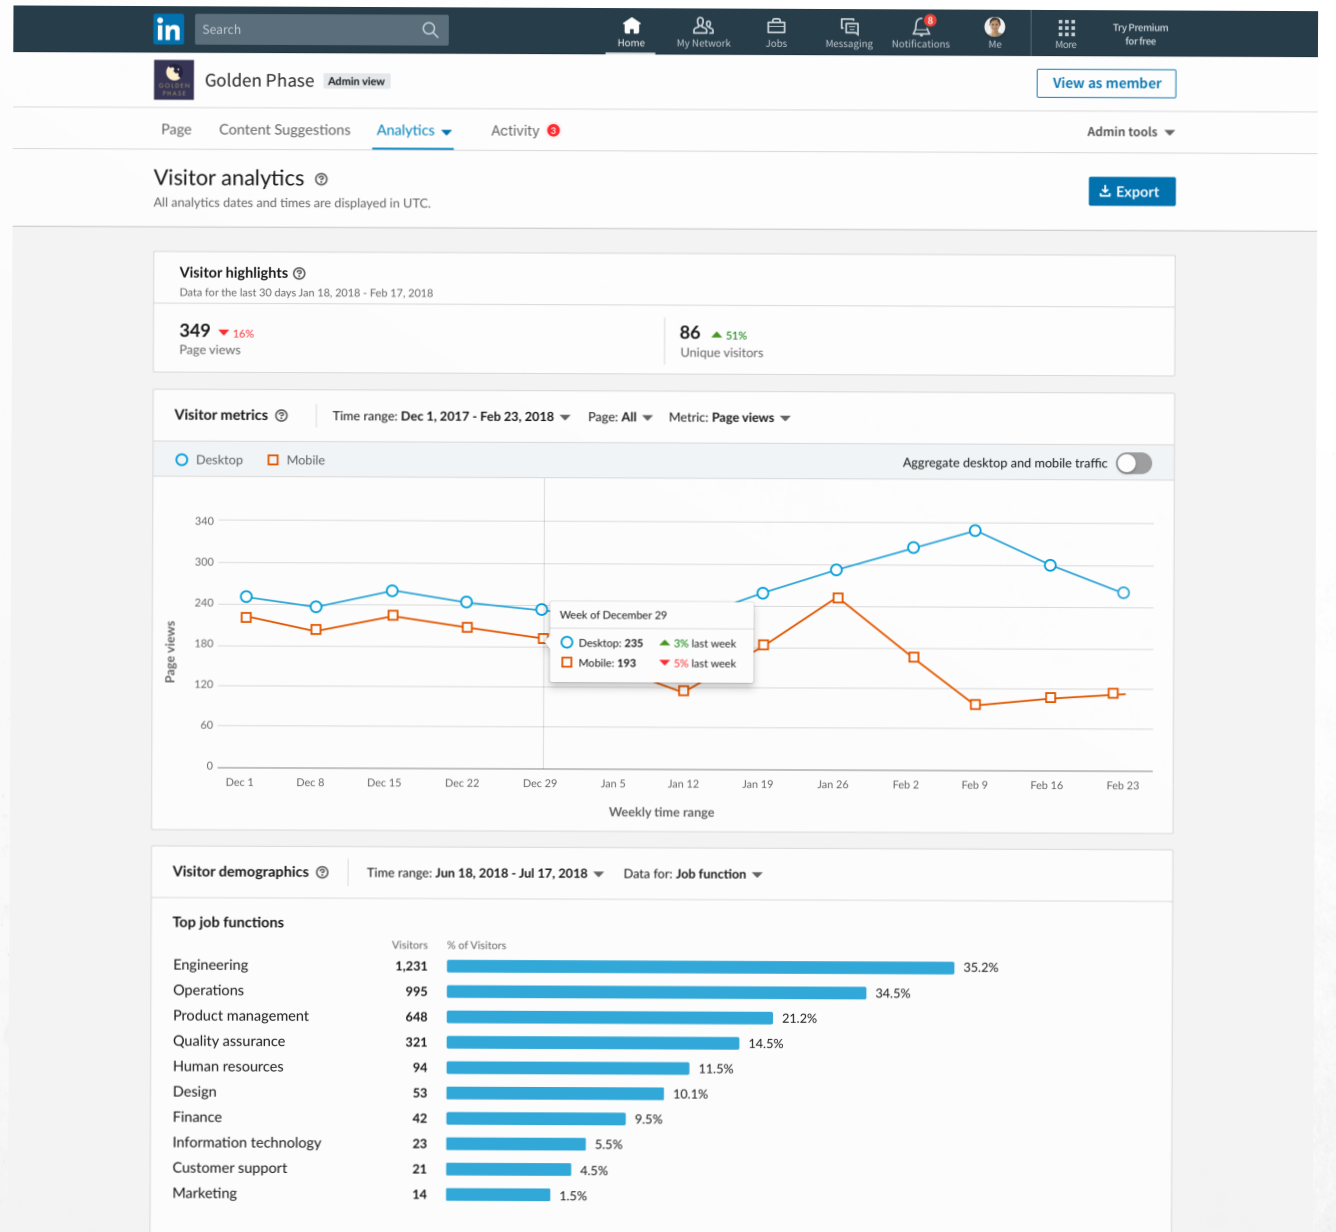 in Search Home My Network Jobs Messaging 8 Notifications Me More Try Premium for free
GOLDEN PHASE Golden Phase Admin view View as member
Page Content Suggestions Analytics Activity 3 Admin tools
Visitor analytics ?
All analytics dates and times are displayed in UTC.
Export
Visitor highlights ?
Data for the last 30 days Jan 18, 2018 - Feb 17, 2018
349 16% 86 51%
Page views Unique visitors
Visitor metrics ? Time range: Dec 1, 2017 - Feb 23, 2018 Page: All Metric: Page views
Desktop Mobile Aggregate desktop and mobile traffic
340
300
240
180
120
60
0
Page views
Week of December 29
Desktop: 235 3% last week
Mobile: 193 5% last week
Dec 1 Dec 8 Dec 15 Dec 22 Dec 29 Jan 5 Jan 12 Jan 19 Jan 26 Feb 2 Feb 9 Feb 16 Feb 23
Weekly time range
Visitor demographics ? Time range: Jun 18, 2018 - Jul 17, 2018 Data for: Job function
Top job functions
Visitors % of Visitors
Engineering 1,231 35.2%
Operations 995 34.5%
Product management 648 21.2%
Quality assurance 321 14.5%
Human resources 94 11.5%
Design 53 10.1%
Finance 42 9.5%
Information technology 23 5.5%
Customer support 21 4.5%
Marketing 14 1.5%